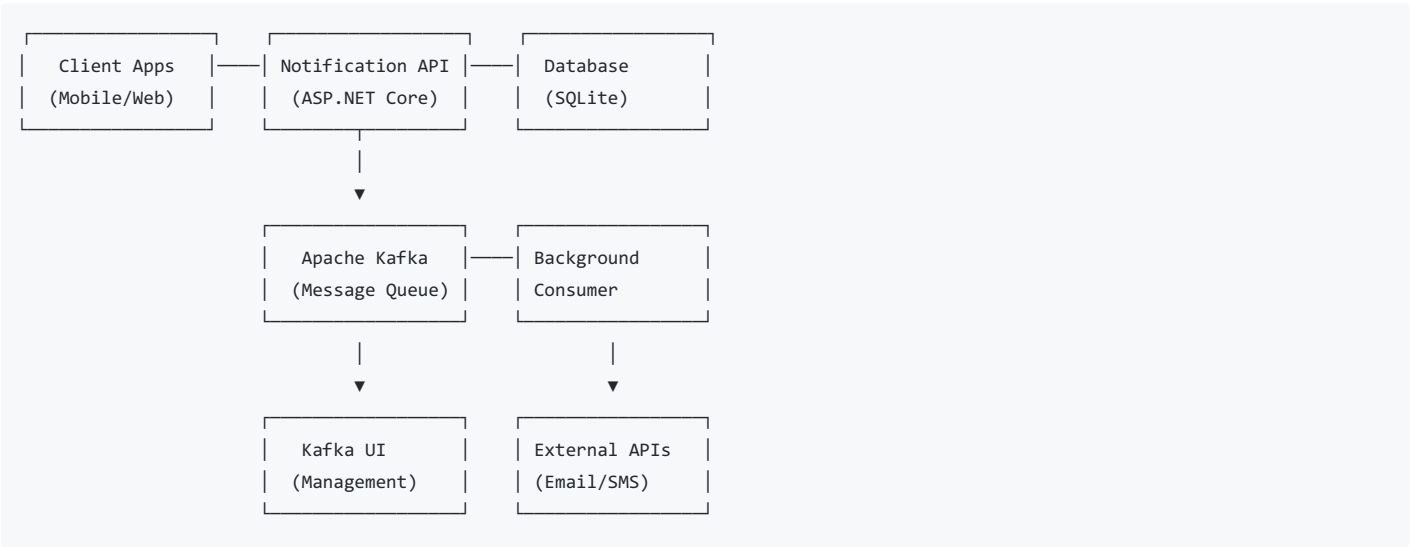 Client Apps Notification API Database
(Mobile/Web) (ASP.NET Core) (SQLite)
Apache Kafka Background
(Message Queue) Consumer
Kafka UI External APIs
(Management) (Email/SMS)